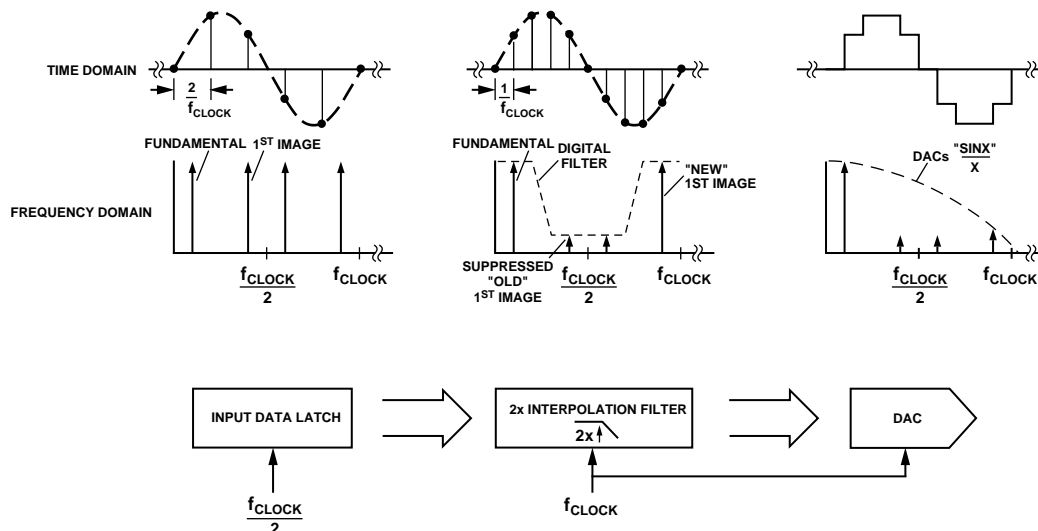 TIME DOMAIN
2
fCLOCK
1
fCLOCK
FUNDAMENTAL
1ST IMAGE
FUNDAMENTAL
DIGITAL
FILTER
"NEW"
1ST IMAGE
DACs
"SINX"
X
FREQUENCY DOMAIN
fCLOCK
2
fCLOCK
SUPPRESSED
"OLD"
1ST IMAGE
fCLOCK
2
fCLOCK
fCLOCK
2
fCLOCK
INPUT DATA LATCH
2x INTERPOLATION FILTER
2x
DAC
fCLOCK
2
fCLOCK